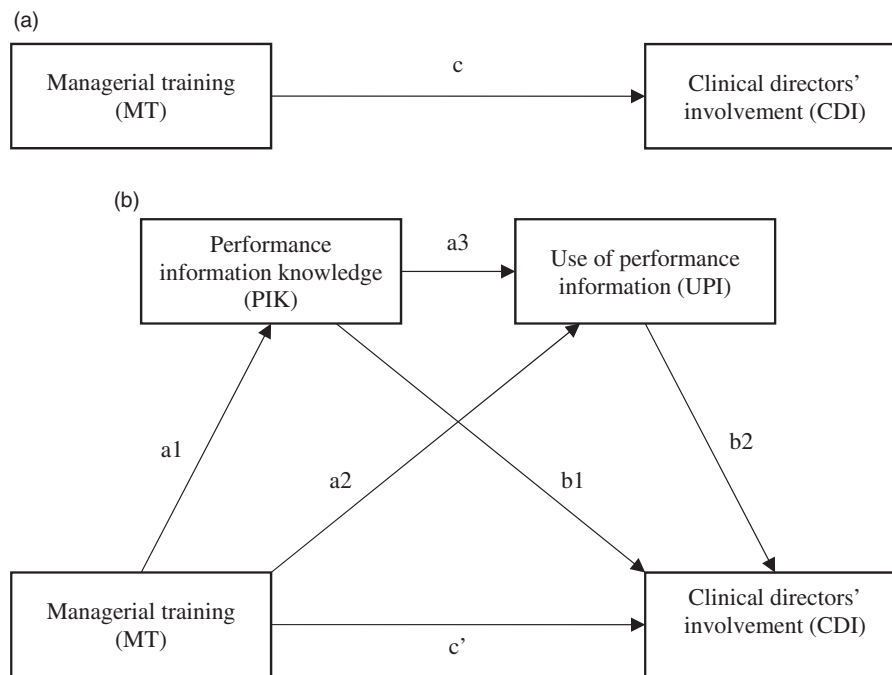 (a)
Managerial training
(MT)
c
Clinical directors'
involvement (CDI)
(b)
Performance
information knowledge
(PIK)
a3
Use of performance
information (UPI)
a1
a2
b1
b2
Managerial training
(MT)
c'
Clinical directors'
involvement (CDI)